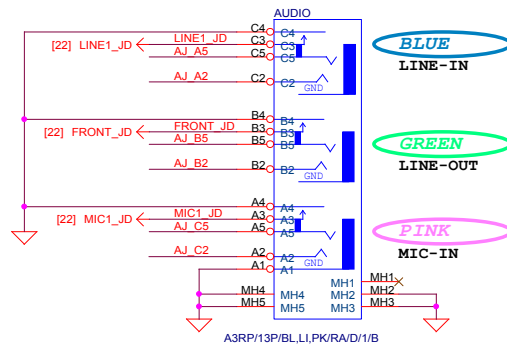 AUDIO
C4 C4
[22] LINE1_JD LINE1_JD C3 C3
AJ_A5 C5 C5
AJ_A2 C2 C2
GND
BLUE
LINE-IN
B4 B4
[22] FRONT_JD FRONT_JD B3 B3
AJ_B5 B5 B5
AJ_B2 B2 B2
GND
GREEN
LINE-OUT
A4 A4
[22] MIC1_JD MIC1_JD A3 A3
AJ_C5 A5 A5
AJ_C2 A2 A2
GND
A1 A1
PINK
MIC-IN
MH1 MH1
MH4 MH4 MH2 MH2
MH5 MH5 MH3 MH3
A3RP/13P/BL,LI,PK/RA/D/1/B